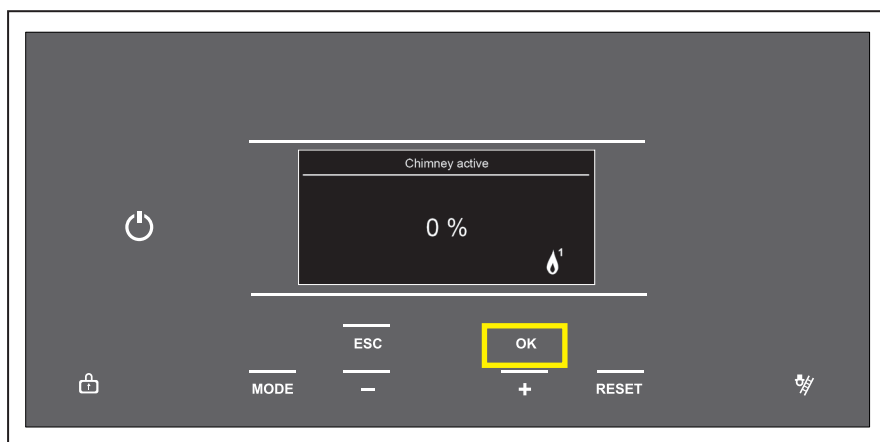 Chimney active
0 %
1
ESC OK
MODE − + RESET